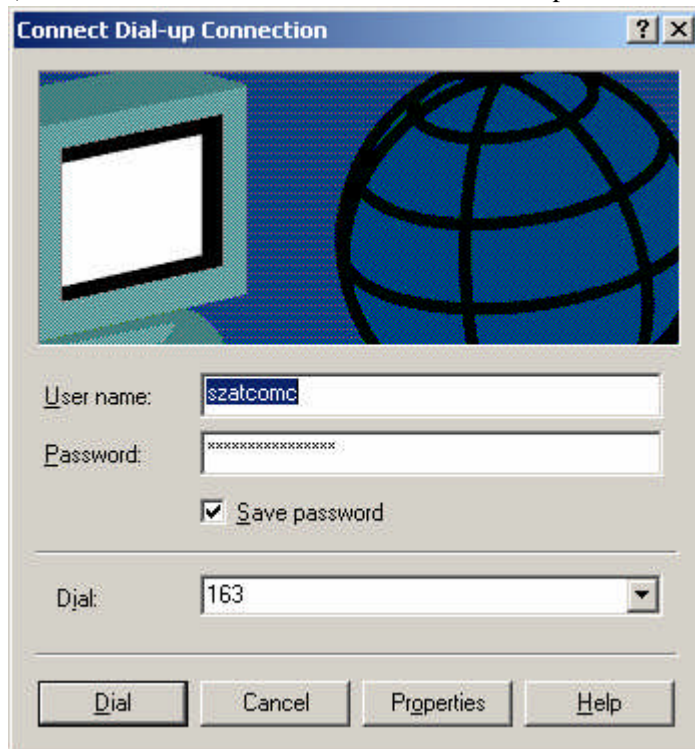 Connect Dial-up Connection
User name: szatcomc
Password: ****************
Save password
Dial: 163
Dial Cancel Properties Help